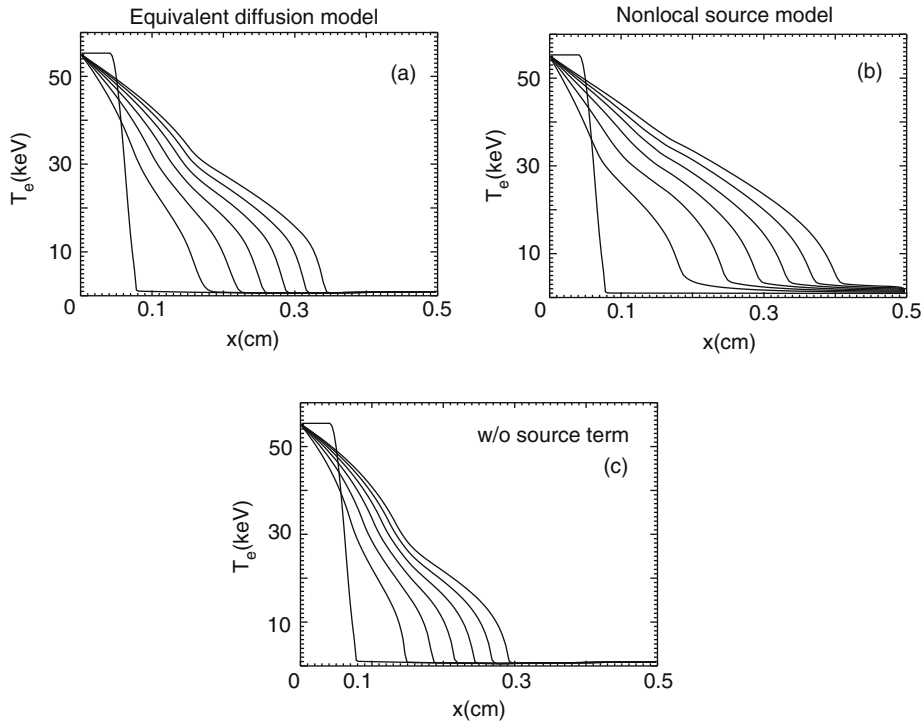 Equivalent diffusion model
(a)
50
30
10
T_e(keV)
0
0.1
0.3
0.5
x(cm)
Nonlocal source model
(b)
50
30
10
T_e(keV)
0
0.1
0.3
0.5
x(cm)
w/o source term
(c)
50
30
10
T_e(keV)
0
0.1
0.3
0.5
x(cm)